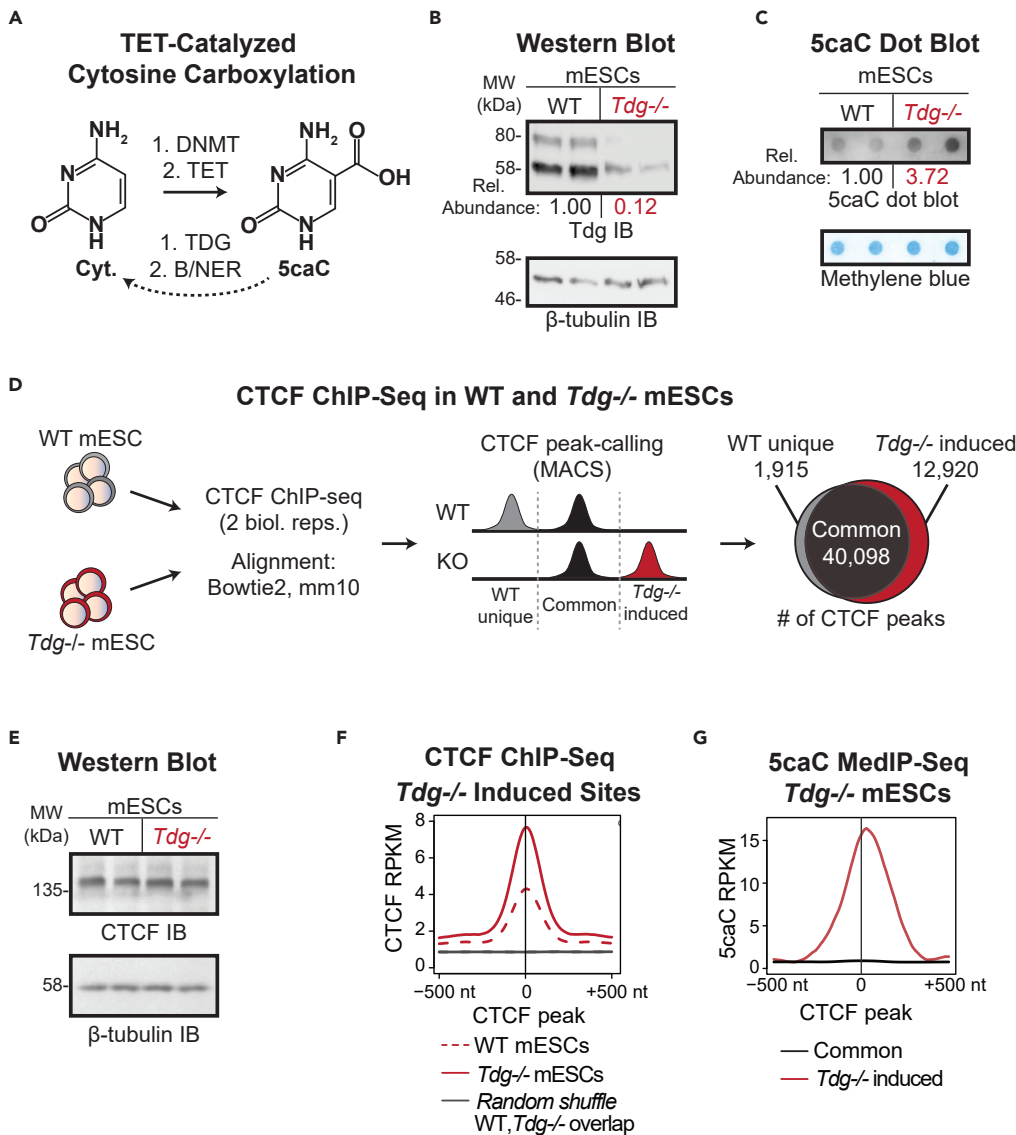 A
TET-Catalyzed
Cytosine Carboxylation
NH2
N
O
N
H
Cyt.
1. DNMT
2. TET
1. TDG
2. B/NER
NH2
O
OH
N
O
N
H
5caC
B
Western Blot
mESCs
MW
(kDa)
WT
Tdg-/-
80-
58-
Rel.
Abundance: 1.00 0.12
Tdg IB
58-
46-
β-tubulin IB
C
5caC Dot Blot
mESCs
WT
Tdg-/-
Rel.
Abundance: 1.00 3.72
5caC dot blot
Methylene blue
D
CTCF ChIP-Seq in WT and Tdg-/- mESCs
WT mESC
Tdg-/- mESC
CTCF ChIP-seq
(2 biol. reps.)
Alignment:
Bowtie2, mm10
CTCF peak-calling
(MACS)
WT
KO
WT
unique
Common
Tdg-/-
induced
WT unique
1,915
Tdg-/- induced
12,920
Common
40,098
# of CTCF peaks
E
Western Blot
mESCs
MW
(kDa)
WT
Tdg-/-
135-
CTCF IB
58-
β-tubulin IB
F
CTCF ChIP-Seq
Tdg-/- Induced Sites
CTCF RPKM
8
6
4
2
0
−500 nt 0 +500 nt
CTCF peak
WT mESCs
Tdg-/- mESCs
Random shuffle
WT,Tdg-/- overlap
G
5caC MedIP-Seq
Tdg-/- mESCs
5caC RPKM
15
10
5
0
−500 nt 0 +500 nt
CTCF peak
Common
Tdg-/- induced